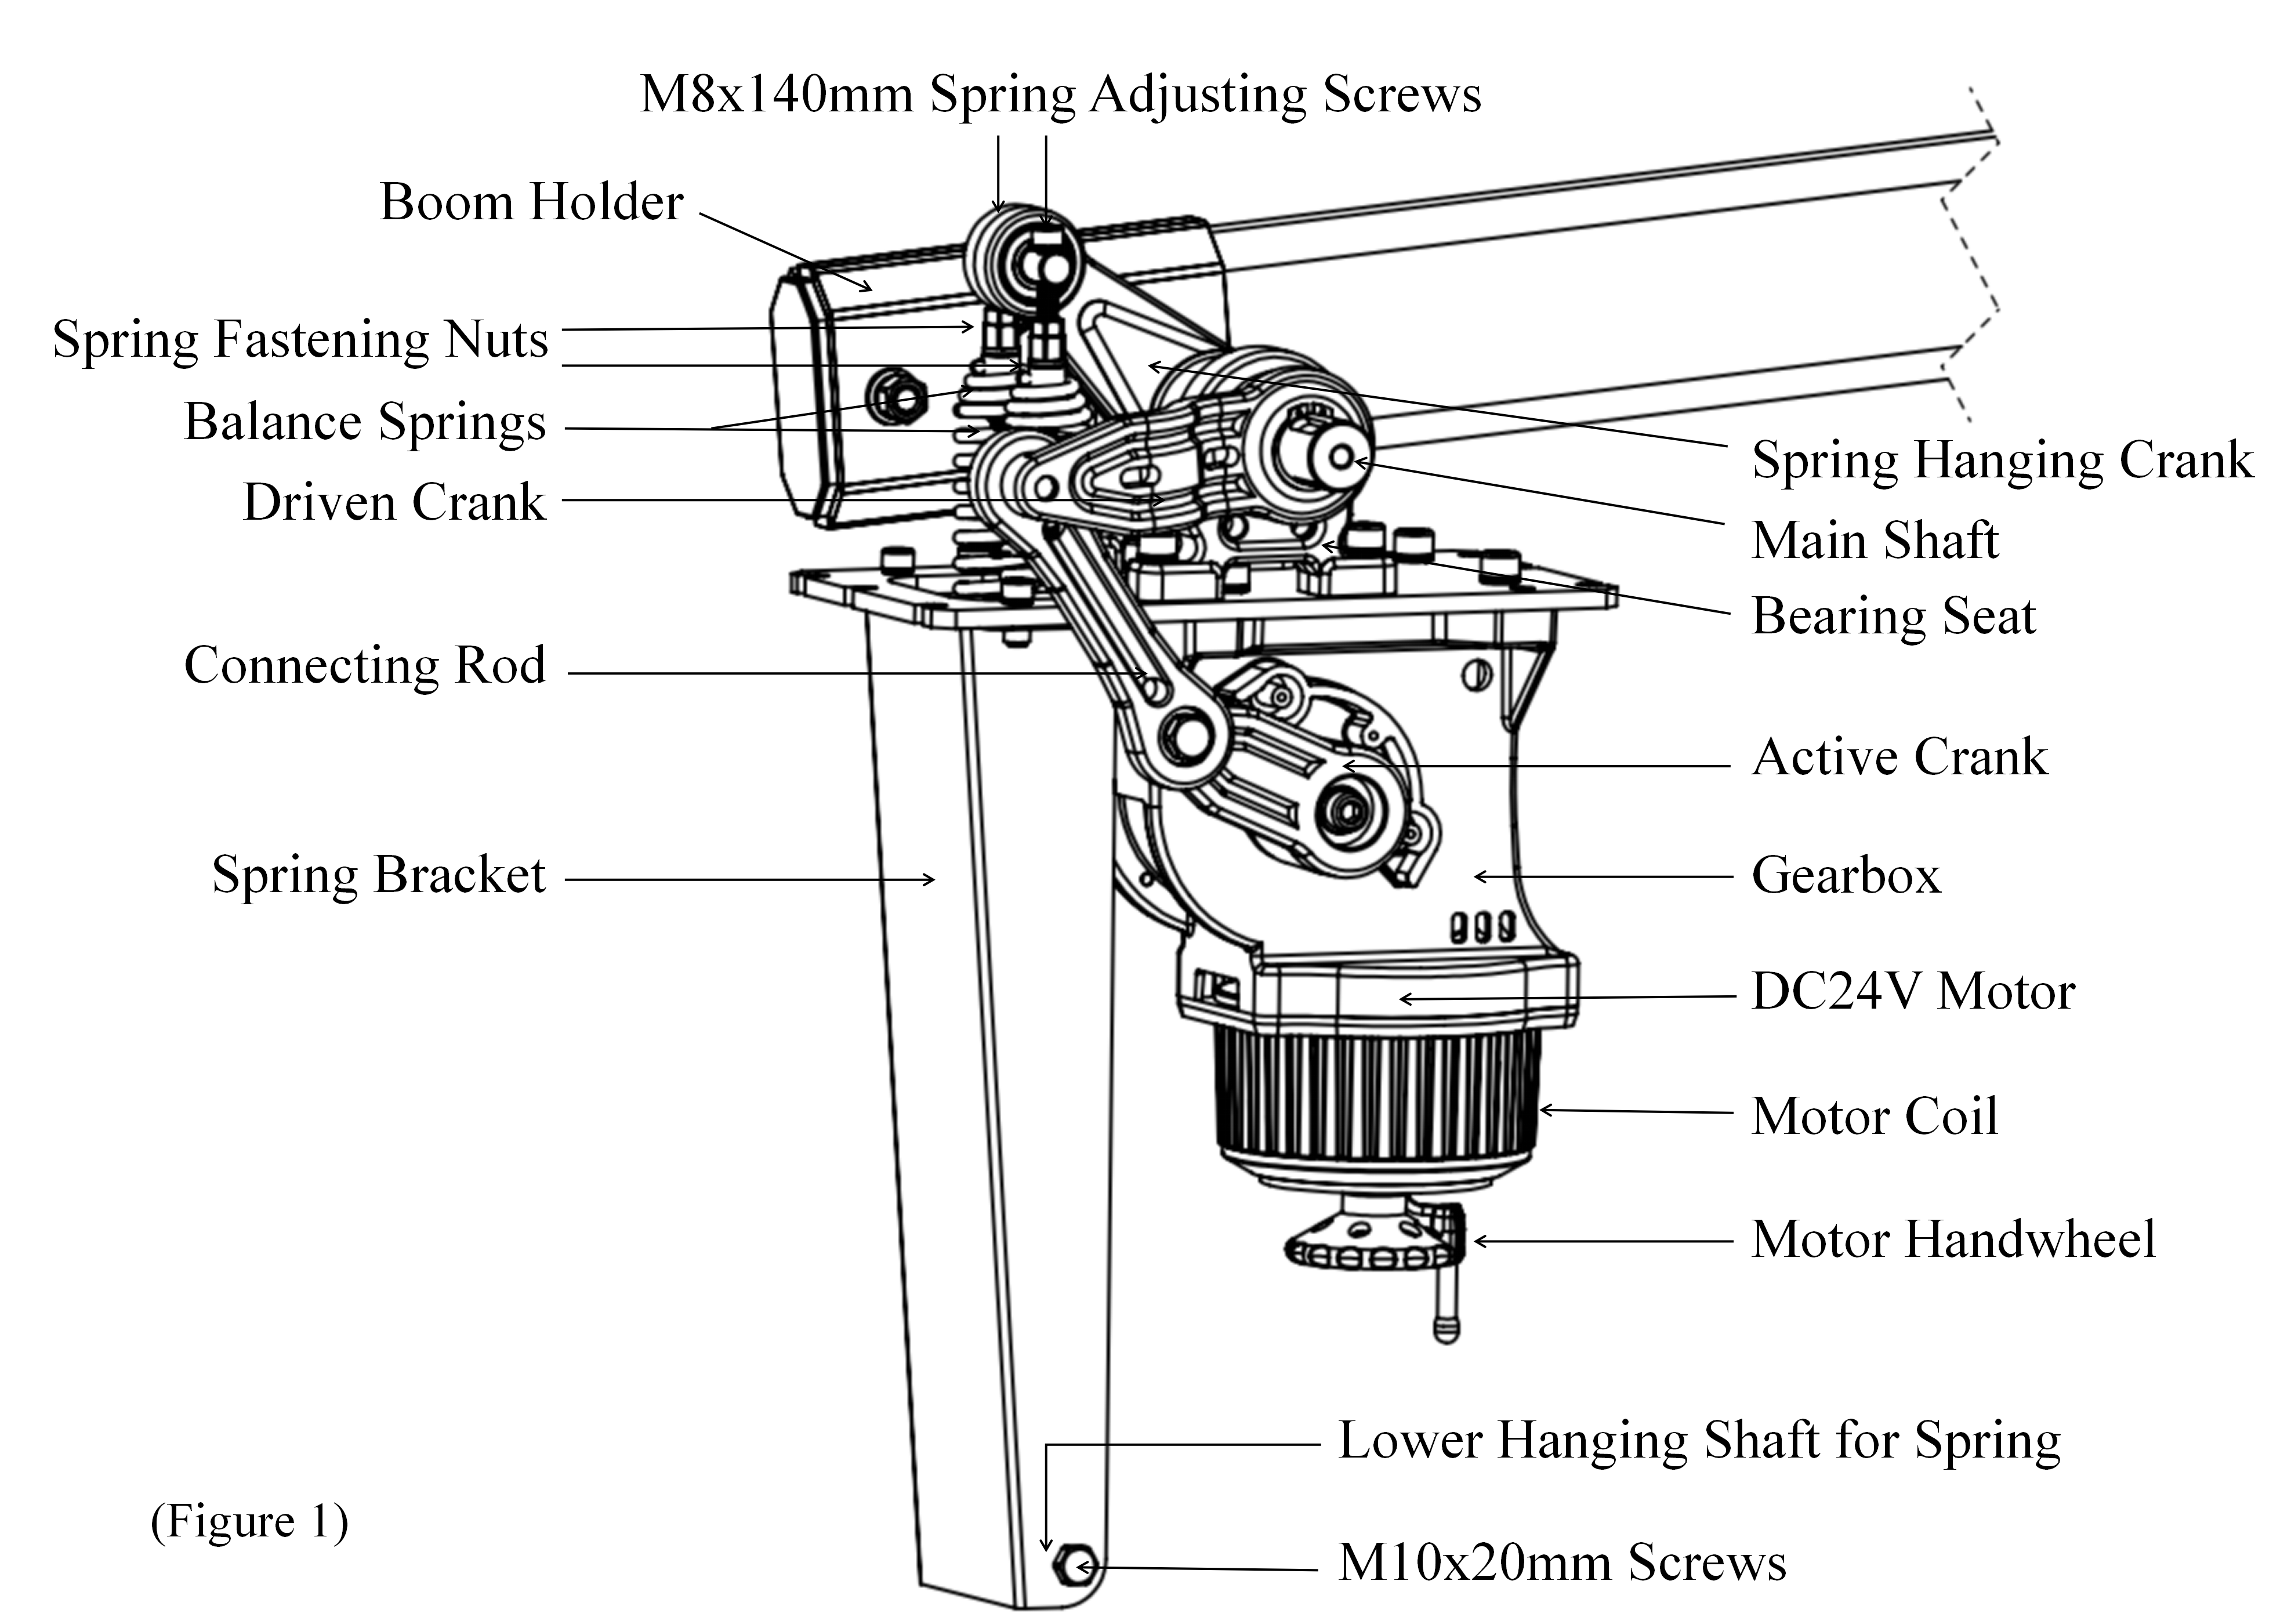 M8x140mm Spring Adjusting Screws
Boom Holder
Spring Fastening Nuts
Balance Springs
Driven Crank
Connecting Rod
Spring Bracket
Spring Hanging Crank
Main Shaft
Bearing Seat
Active Crank
Gearbox
DC24V Motor
Motor Coil
Motor Handwheel
Lower Hanging Shaft for Spring
M10x20mm Screws
(Figure 1)